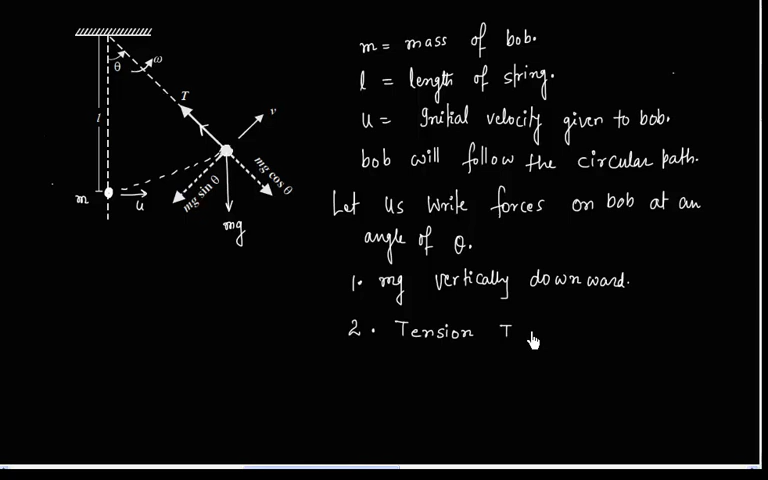 m = mass of bob.
l = length of string.
u = Initial velocity given to bob.
bob will follow the circular path.
Let us write forces on bob at an
angle of θ.
1. mg vertically downward.
2. Tension T
θ
ω
T
v
l
m
u
mg sin θ
mg cos θ
mg